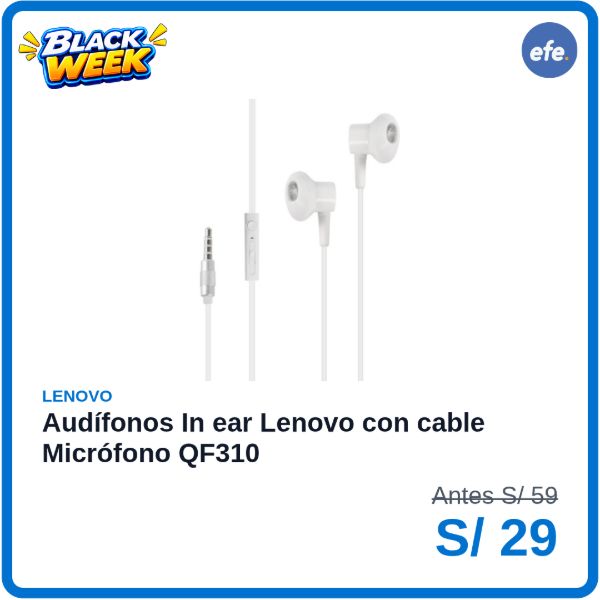 BLACK
WEEK
efe.
LENOVO
Audífonos In ear Lenovo con cable
Micrófono QF310
Antes S/ 59
S/ 29